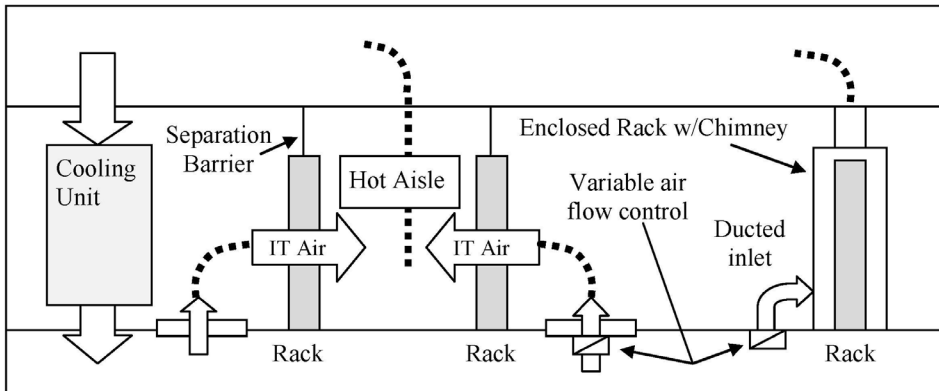 Cooling
Unit
Separation
Barrier
Hot Aisle
IT Air
IT Air
Enclosed Rack w/Chimney
Variable air
flow control
Ducted
inlet
Rack
Rack
Rack